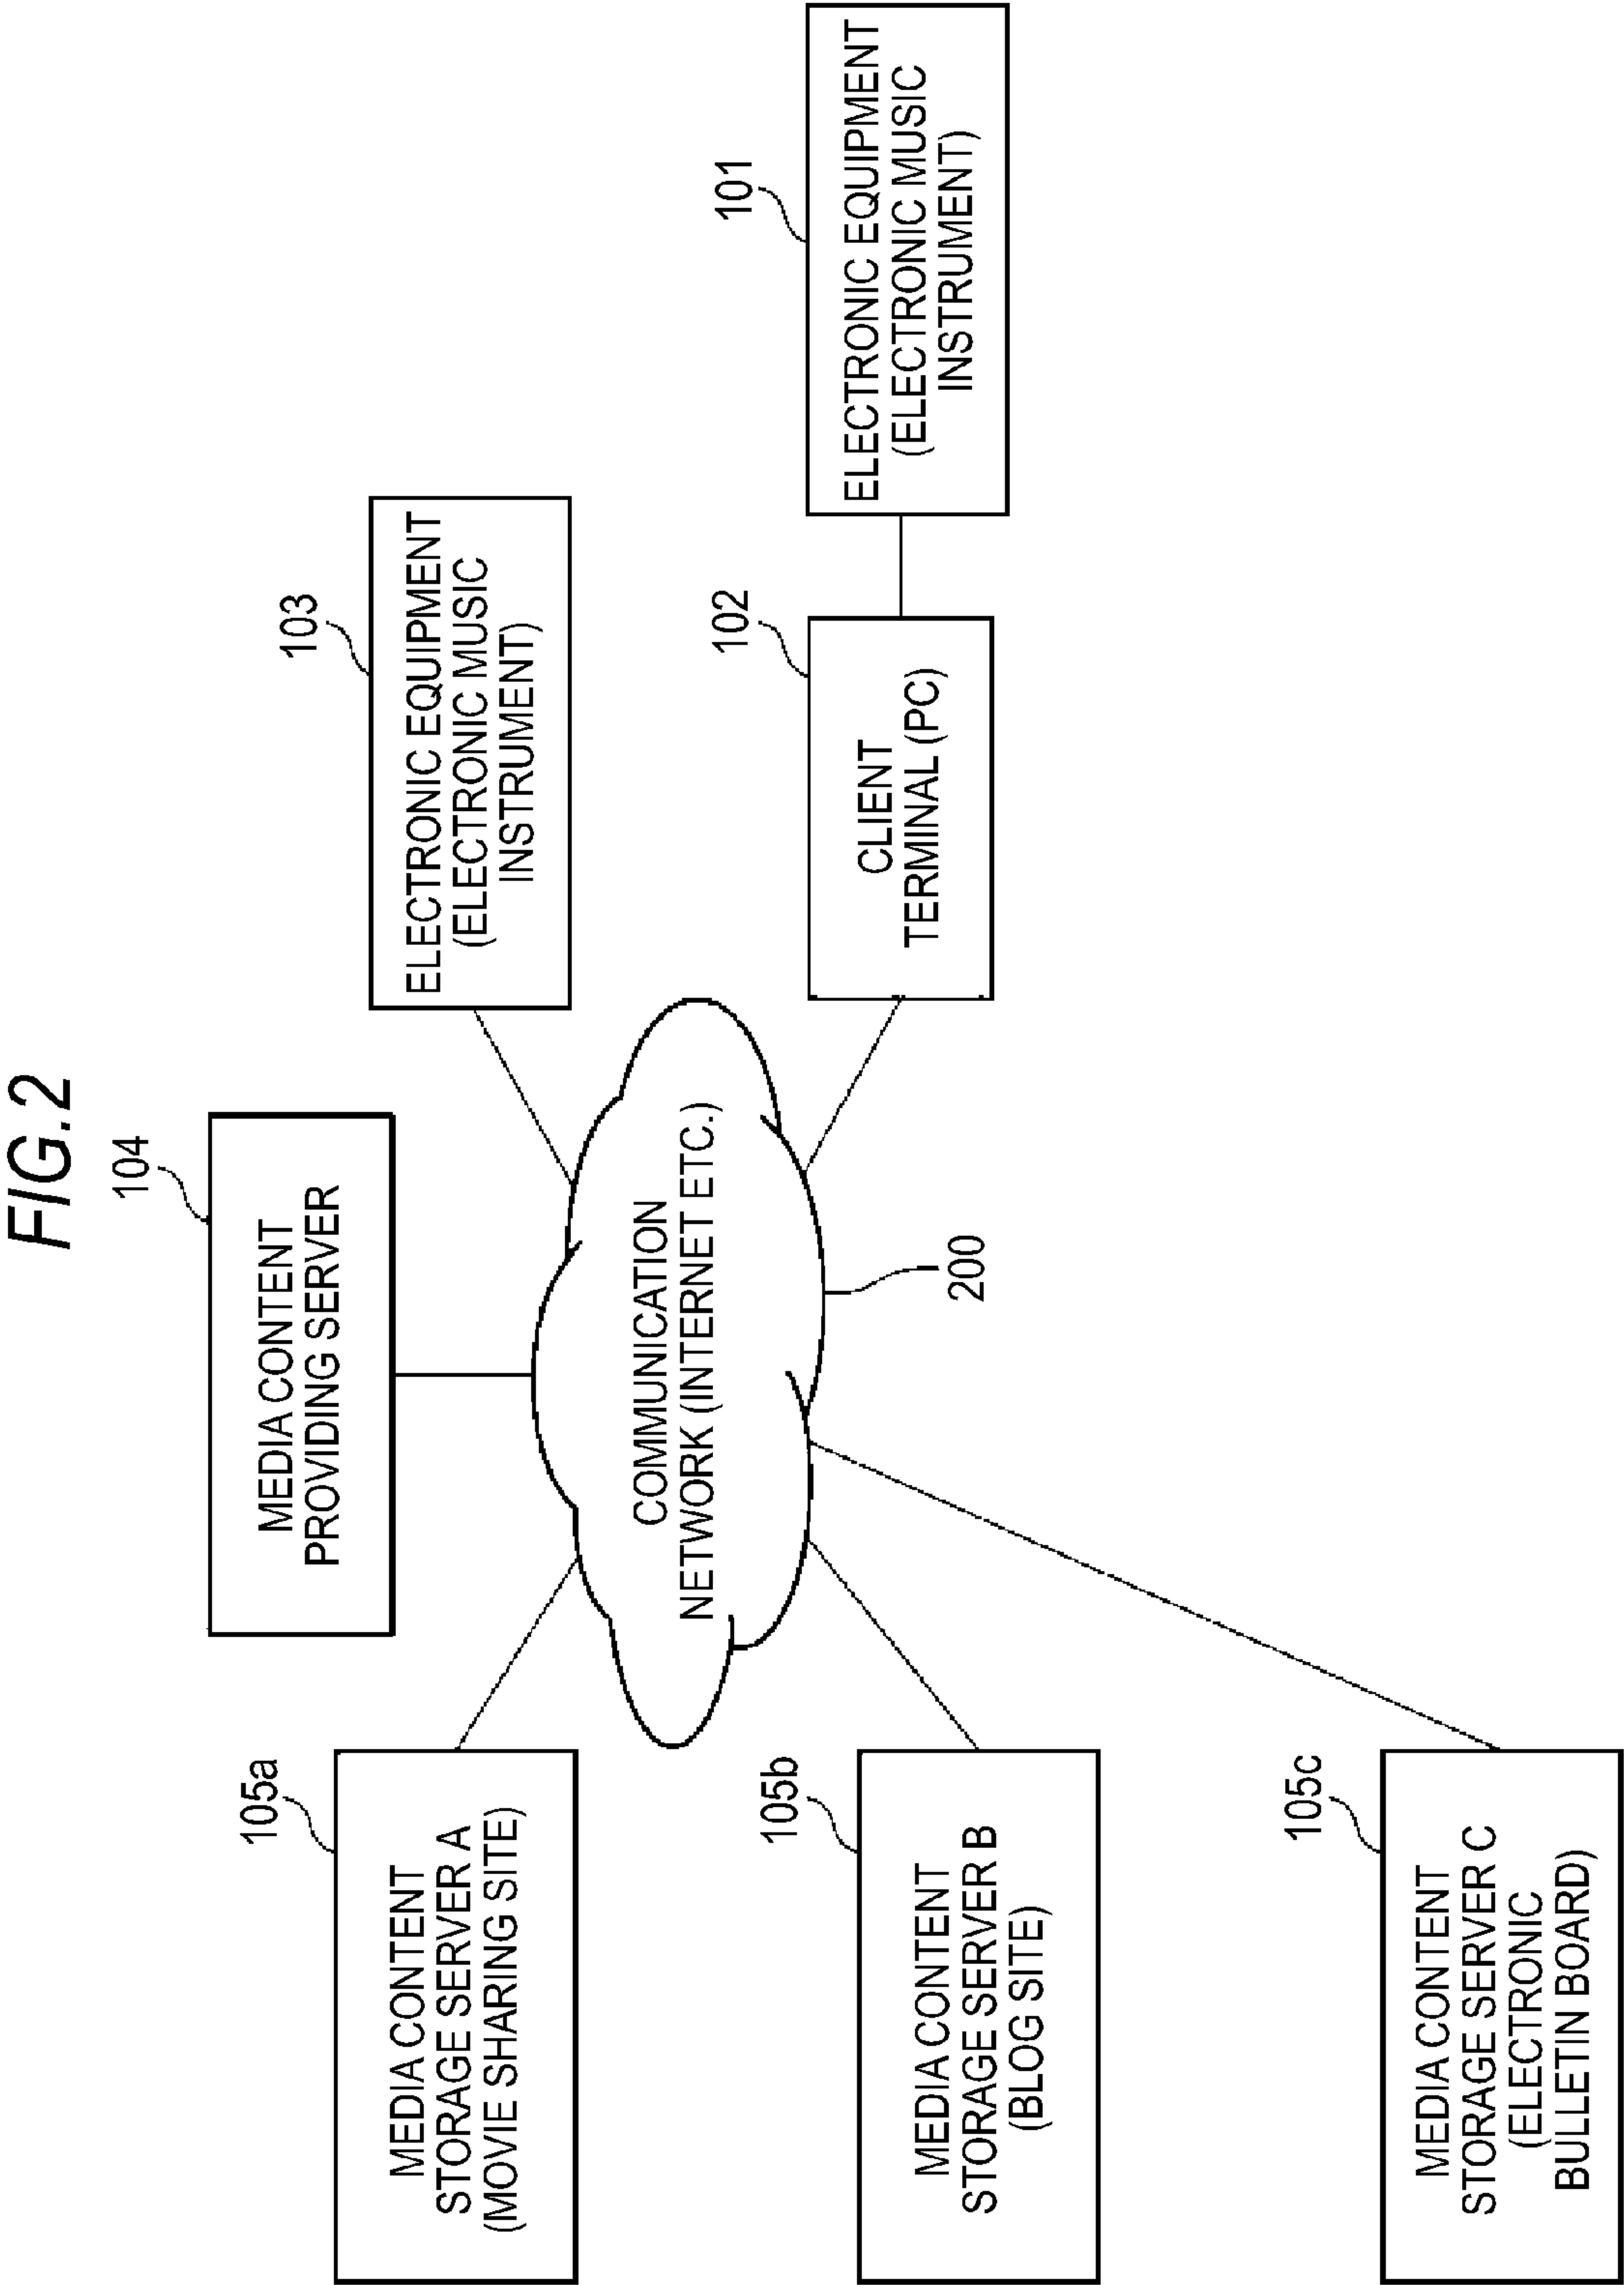 FIG.2
104
MEDIA CONTENT
PROVIDING SERVER
105a
MEDIA CONTENT
STORAGE SERVER A
(MOVIE SHARING SITE)
103
ELECTRONIC EQUIPMENT
(ELECTRONIC MUSIC
INSTRUMENT)
COMMUNICATION
NETWORK (INTERNET ETC.)
200
105b
MEDIA CONTENT
STORAGE SERVER B
(BLOG SITE)
102
CLIENT
TERMINAL (PC)
101
ELECTRONIC EQUIPMENT
(ELECTRONIC MUSIC
INSTRUMENT)
105c
MEDIA CONTENT
STORAGE SERVER C
(ELECTRONIC
BULLETIN BOARD)